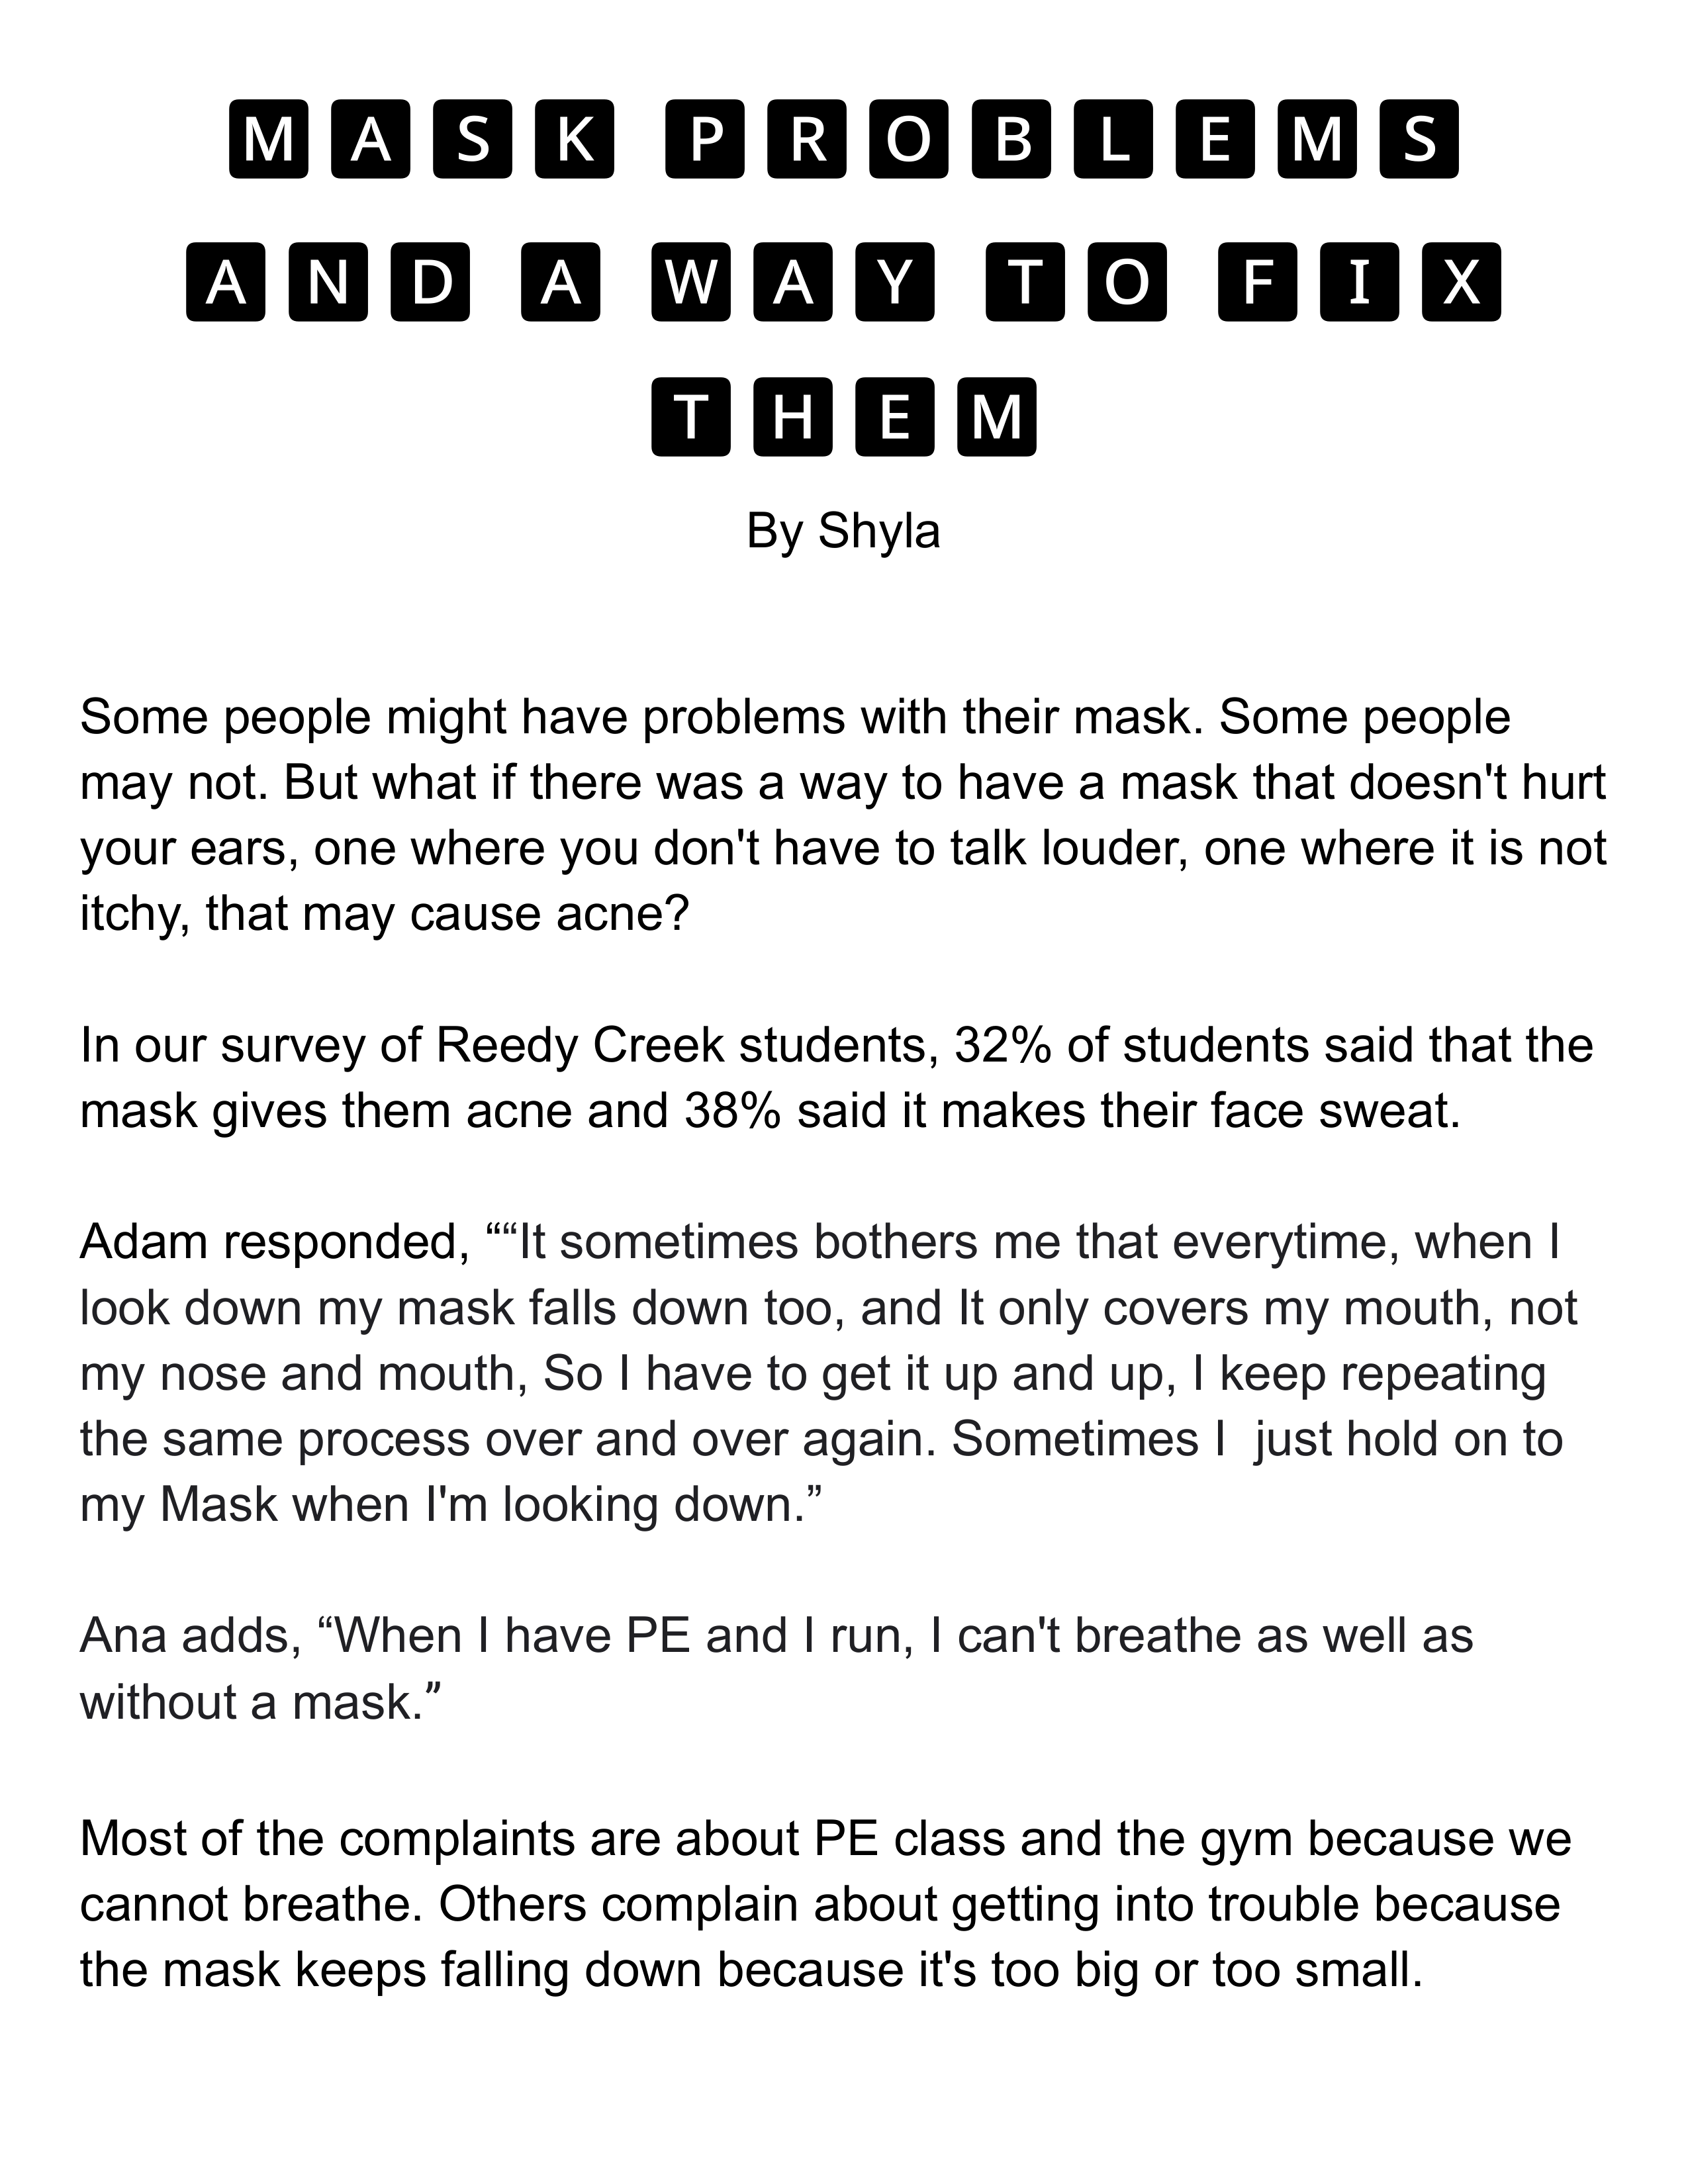 MASK PROBLEMS
AND A WAY TO FIX
THEM
By Shyla
Some people might have problems with their mask. Some people
may not. But what if there was a way to have a mask that doesn't hurt
your ears, one where you don't have to talk louder, one where it is not
itchy, that may cause acne?
In our survey of Reedy Creek students, 32% of students said that the
mask gives them acne and 38% said it makes their face sweat.
Adam responded, ““It sometimes bothers me that everytime, when I
look down my mask falls down too, and It only covers my mouth, not
my nose and mouth, So I have to get it up and up, I keep repeating
the same process over and over again. Sometimes I  just hold on to
my Mask when I'm looking down.”
Ana adds, “When I have PE and I run, I can't breathe as well as
without a mask.”
Most of the complaints are about PE class and the gym because we
cannot breathe. Others complain about getting into trouble because
the mask keeps falling down because it's too big or too small.